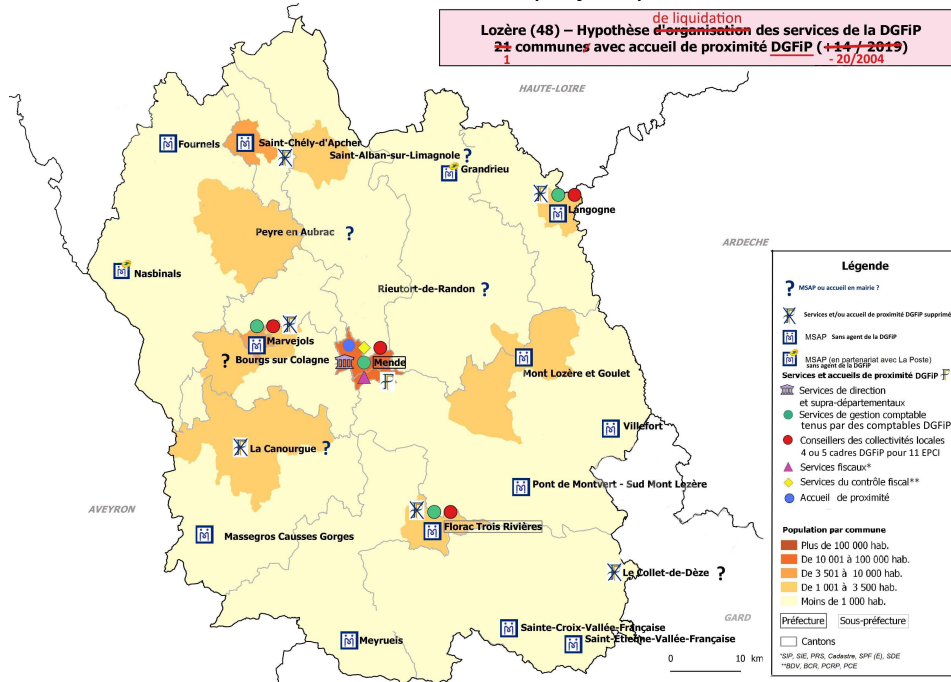 de liquidation
Lozère (48) – Hypothèse d'organisation des services de la DGFiP
21 communes avec accueil de proximité DGFiP (+14 / 2019)
1
- 20/2004
HAUTE-LOIRE
Fournels
Saint-Chély-d'Apcher
Saint-Alban-sur-Limagnole ?
Grandrieu
Langogne
ARDECHE
Peyre en Aubrac ?
Nasbinals
Rieutort-de-Randon ?
Marvejols
? Bourgs sur Colagne
Mende
F
Mont Lozère et Goulet
Villefort
La Canourgue ?
Pont de Montvert - Sud Mont Lozère
AVEYRON
Massegros Causses Gorges
Florac Trois Rivières
Le Collet-de-Dèze ?
Sainte-Croix-Vallée-Française
Saint-Etienne-Vallée-Française
Meyrueis
GARD
0 10 km
Légende
? MSAP ou accueil en mairie ?
Services et/ou accueil de proximité DGFiP supprimé
MSAP Sans agent de la DGFiP
MSAP (en partenariat avec La Poste)
sans agent de la DGFiP
Services et accueils de proximité DGFiP F
Services de direction
et supra-départementaux
Services de gestion comptable
tenus par des comptables DGFiP
Conseillers des collectivités locales
4 ou 5 cadres DGFiP pour 11 EPCI
Services fiscaux*
Services du contrôle fiscal**
Accueil de proximité
Population par commune
Plus de 100 000 hab.
De 10 001 à 100 000 hab.
De 3 501 à 10 000 hab.
De 1 001 à 3 500 hab.
Moins de 1 000 hab.
Préfecture Sous-préfecture
Cantons
*SIP, SIE, PRS, Cadastre, SPF (E), SDE
**BDV, BCR, PCRP, PCE